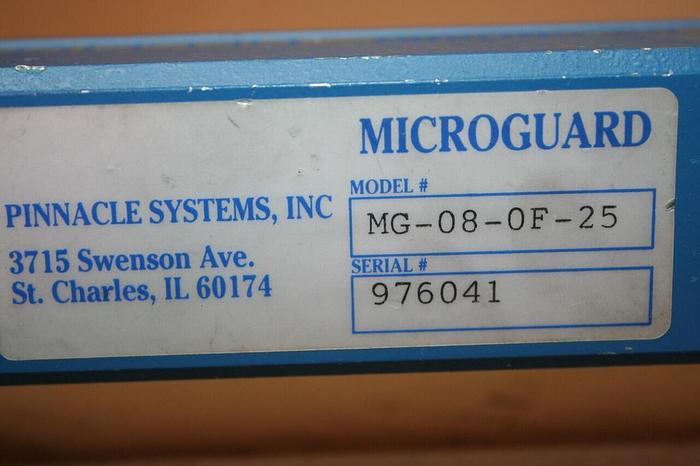 MICROGUARD
PINNACLE SYSTEMS, INC
3715 Swenson Ave.
St. Charles, IL 60174
MODEL #
MG-08-0F-25
SERIAL #
976041